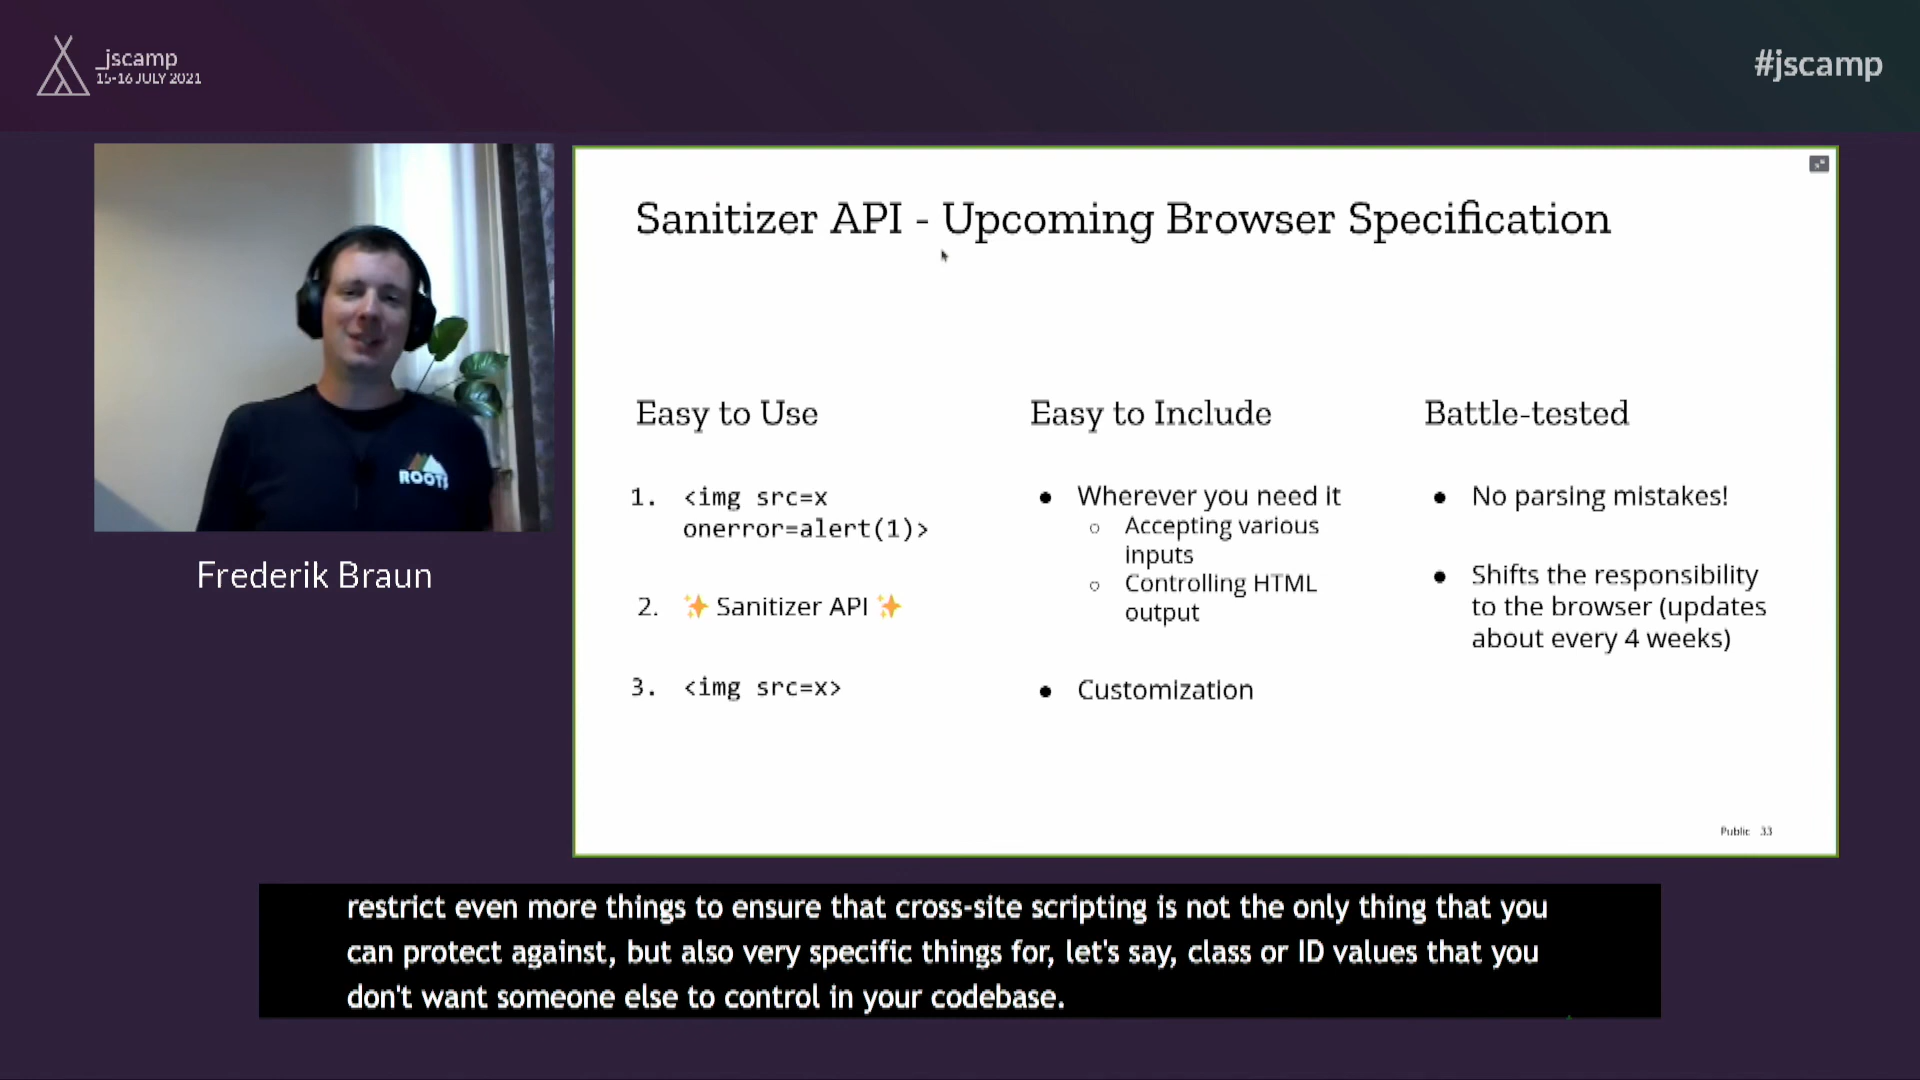 _jscamp
15-16 JULY 2021
#jscamp
Sanitizer API - Upcoming Browser Specification
Easy to Use
1. <img src=x
onerror=alert(1)>
2. ✨ Sanitizer API ✨
3. <img src=x>
Easy to Include
● Wherever you need it
○ Accepting various
inputs
○ Controlling HTML
output
● Customization
Battle-tested
● No parsing mistakes!
● Shifts the responsibility
to the browser (updates
about every 4 weeks)
Public 33
ROOTS
Frederik Braun
restrict even more things to ensure that cross-site scripting is not the only thing that you
can protect against, but also very specific things for, let's say, class or ID values that you
don't want someone else to control in your codebase.